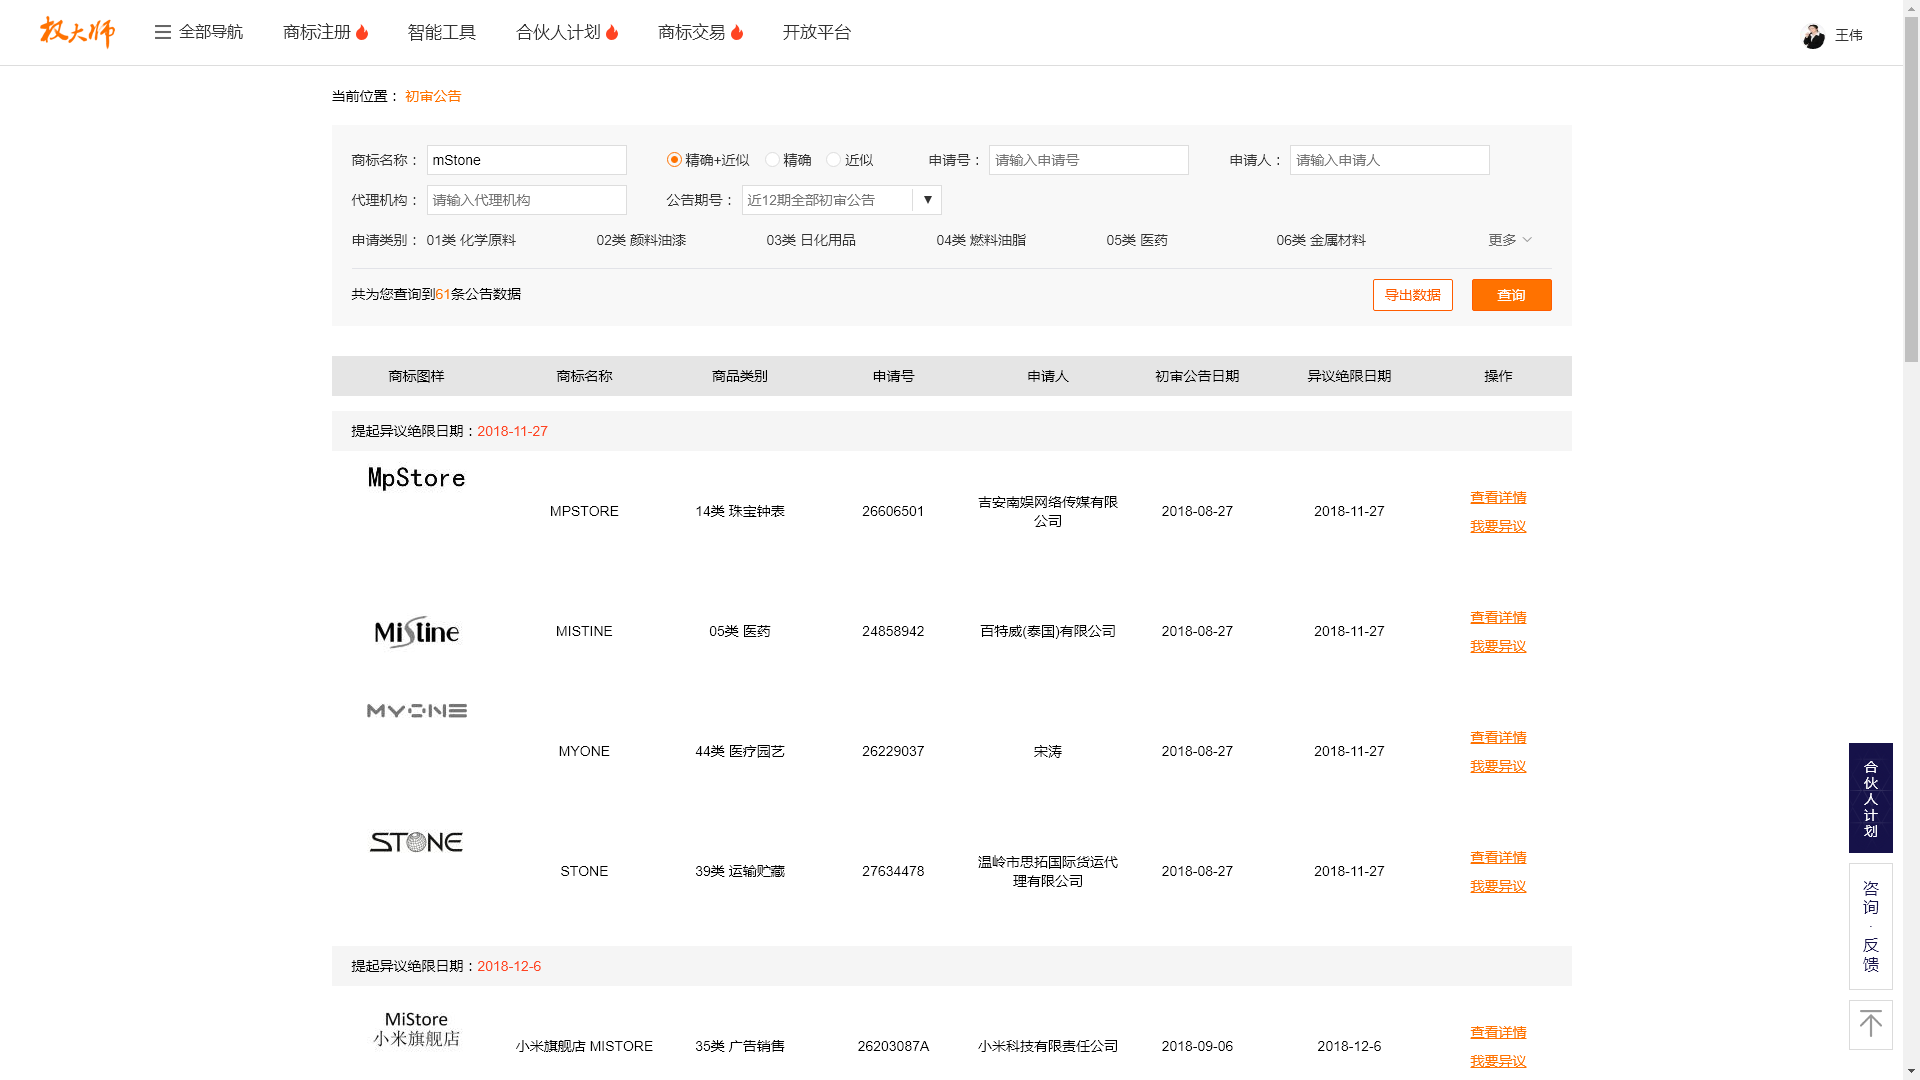 权大师 全部导航 商标注册 智能工具 合伙人计划 商标交易 开放平台 王伟
当前位置： 初审公告
商标名称： mStone 精确+近似 精确 近似 申请号： 请输入申请号 申请人： 请输入申请人
代理机构： 请输入代理机构 公告期号： 近12期全部初审公告 ▼
申请类别： 01类 化学原料 02类 颜料油漆 03类 日化用品 04类 燃料油脂 05类 医药 06类 金属材料 更多
共为您查询到61条公告数据 导出数据 查询
商标图样 商标名称 商品类别 申请号 申请人 初审公告日期 异议绝限日期 操作
提起异议绝限日期：2018-11-27
MpStore
MPSTORE 14类 珠宝钟表 26606501 吉安南娱网络传媒有限公司 2018-08-27 2018-11-27 查看详情
我要异议
Mistine MISTINE 05类 医药 24858942 百特威(泰国)有限公司 2018-08-27 2018-11-27 查看详情
我要异议
MYONE
MYONE 44类 医疗园艺 26229037 宋涛 2018-08-27 2018-11-27 查看详情
我要异议
STONE
STONE 39类 运输贮藏 27634478 温岭市思拓国际货运代理有限公司 2018-08-27 2018-11-27 查看详情
我要异议
提起异议绝限日期：2018-12-6
MiStore
小米旗舰店
小米旗舰店 MISTORE 35类 广告销售 26203087A 小米科技有限责任公司 2018-09-06 2018-12-6 查看详情
我要异议
合伙人计划
咨询·反馈